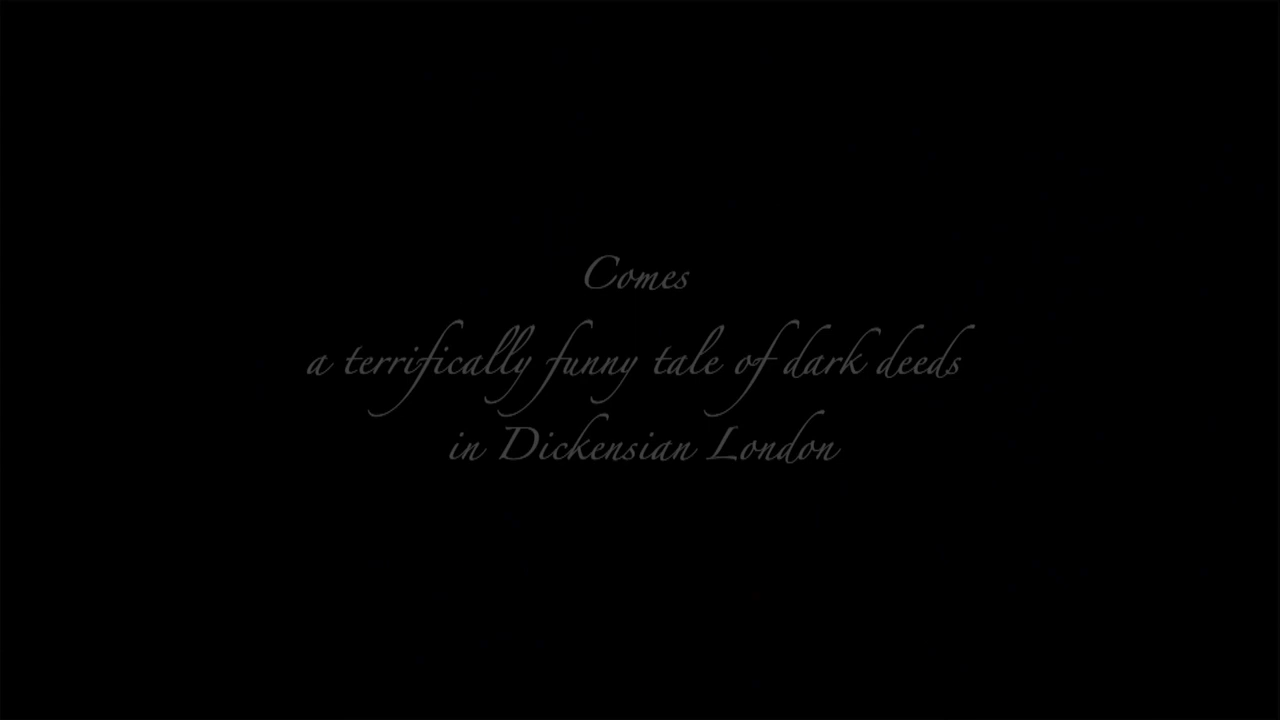 Comes
a terrifically funny tale of dark deeds
in Dickensian London